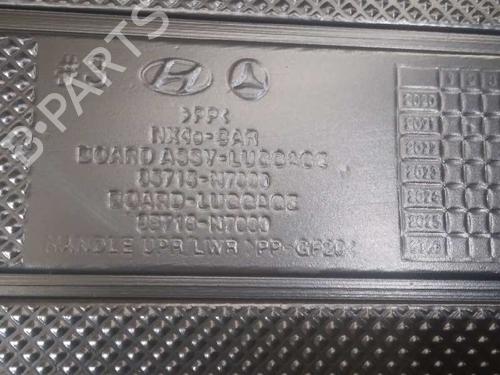 B-PARTS
#3
>PP<
NX4e-5AR
BOARD ASSY-LUGGAGE
85715-N7000
BOARD-LUGGAGE
85716-N7000
HANDLE UPR, LWR >PP-GF20<
2020
2021
2022
2023
2024
2025